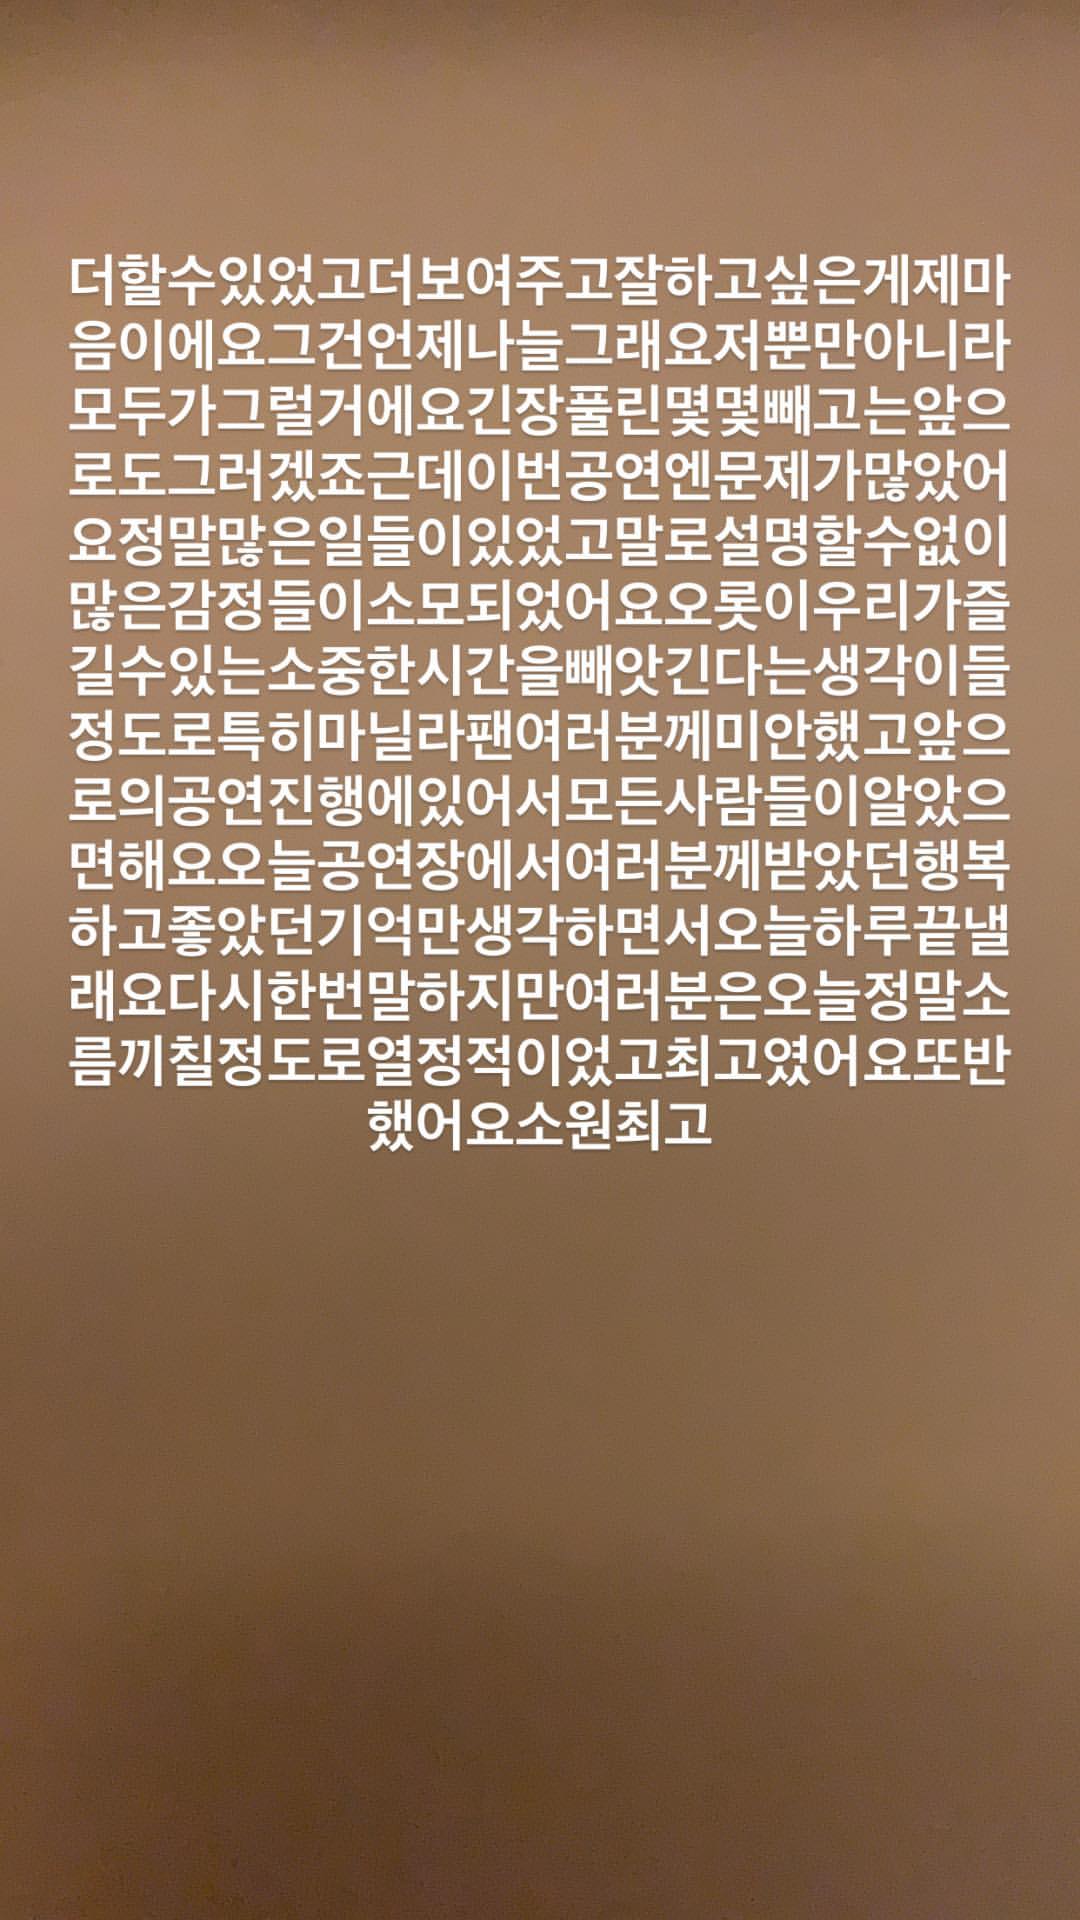 더할수있었고더보여주고잘하고싶은게제마
음이에요그건언제나늘그래요저뿐만아니라
모두가그럴거에요긴장풀린몇몇빼고는앞으
로도그러겠죠근데이번공연엔문제가많았어
요정말많은일들이있었고말로설명할수없이
많은감정들이소모되었어요오롯이우리가즐
길수있는소중한시간을빼앗긴다는생각이들
정도로특히마닐라팬여러분께미안했고앞으
로의공연진행에있어서모든사람들이알았으
면해요오늘공연장에서여러분께받았던행복
하고좋았던기억만생각하면서오늘하루끝낼
래요다시한번말하지만여러분은오늘정말소
름끼칠정도로열정적이었고최고였어요또반
했어요소원최고